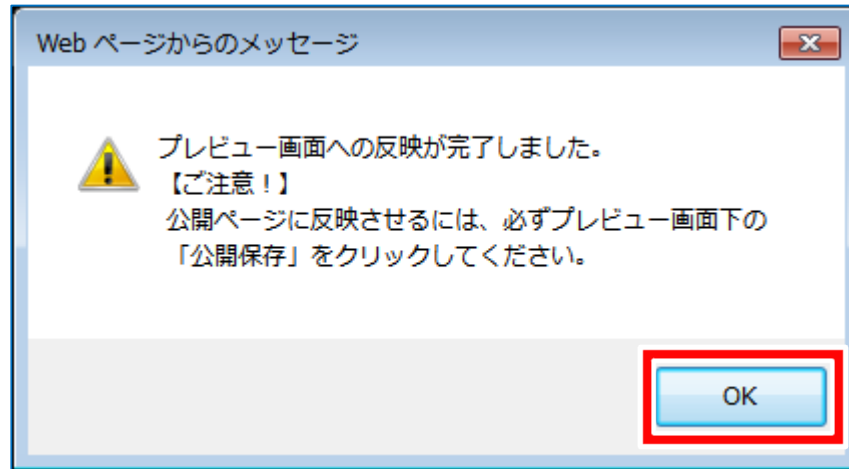 Web ページからのメッセージ
プレビュー画面への反映が完了しました。
【ご注意！】
公開ページに反映させるには、必ずプレビュー画面下の
「公開保存」をクリックしてください。
OK